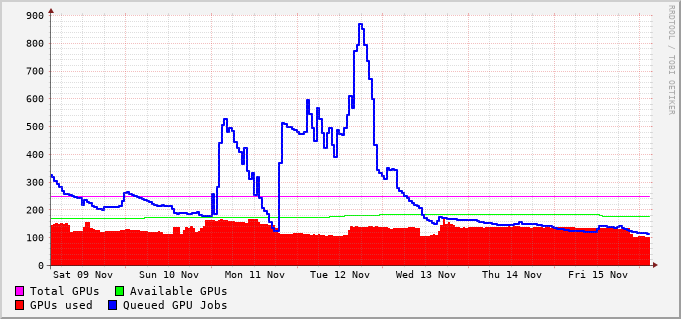 RRDTOOL / TOBI OETIKER
900
800
700
600
500
400
300
200
100
0
Sat 09 Nov Sun 10 Nov Mon 11 Nov Tue 12 Nov Wed 13 Nov Thu 14 Nov Fri 15 Nov
Total GPUs Available GPUs
GPUs used Queued GPU Jobs